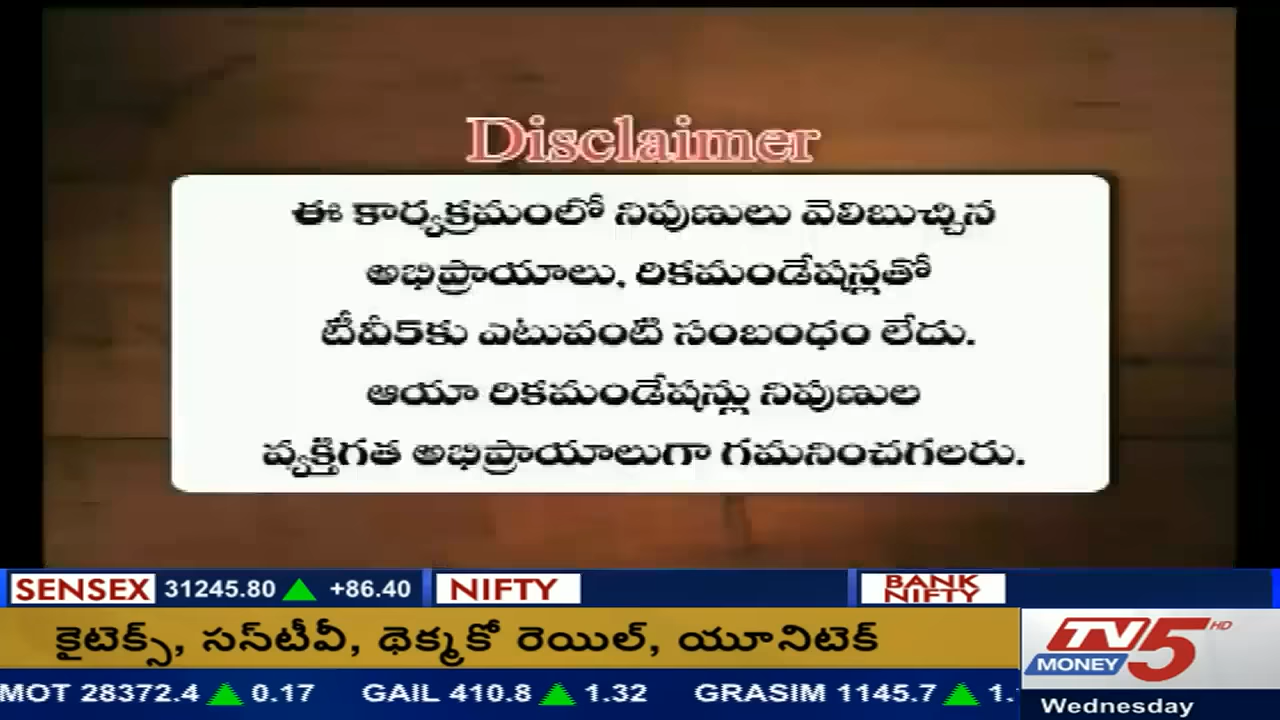 Disclaimer
ఈ కార్యక్రమంలో నిపుణులు వెలిబుచ్చిన
అభిప్రాయాలు, రికమండేషన్లతో
టీవీ5కు ఎటువంటి సంబంధం లేదు.
ఆయా రికమండేషన్లు నిపుణుల
వ్యక్తిగత అభిప్రాయాలుగా గమనించగలరు.
SENSEX 31245.80 ▲ +86.40 NIFTY BANK NIFTY
కైటెక్స్, సస్‌టీవీ, థెక్మకో రెయిల్, యూనిటెక్
TV5 HD
MONEY
MOT 28372.4 ▲ 0.17 GAIL 410.8 ▲ 1.32 GRASIM 1145.7 ▲ 1.
Wednesday